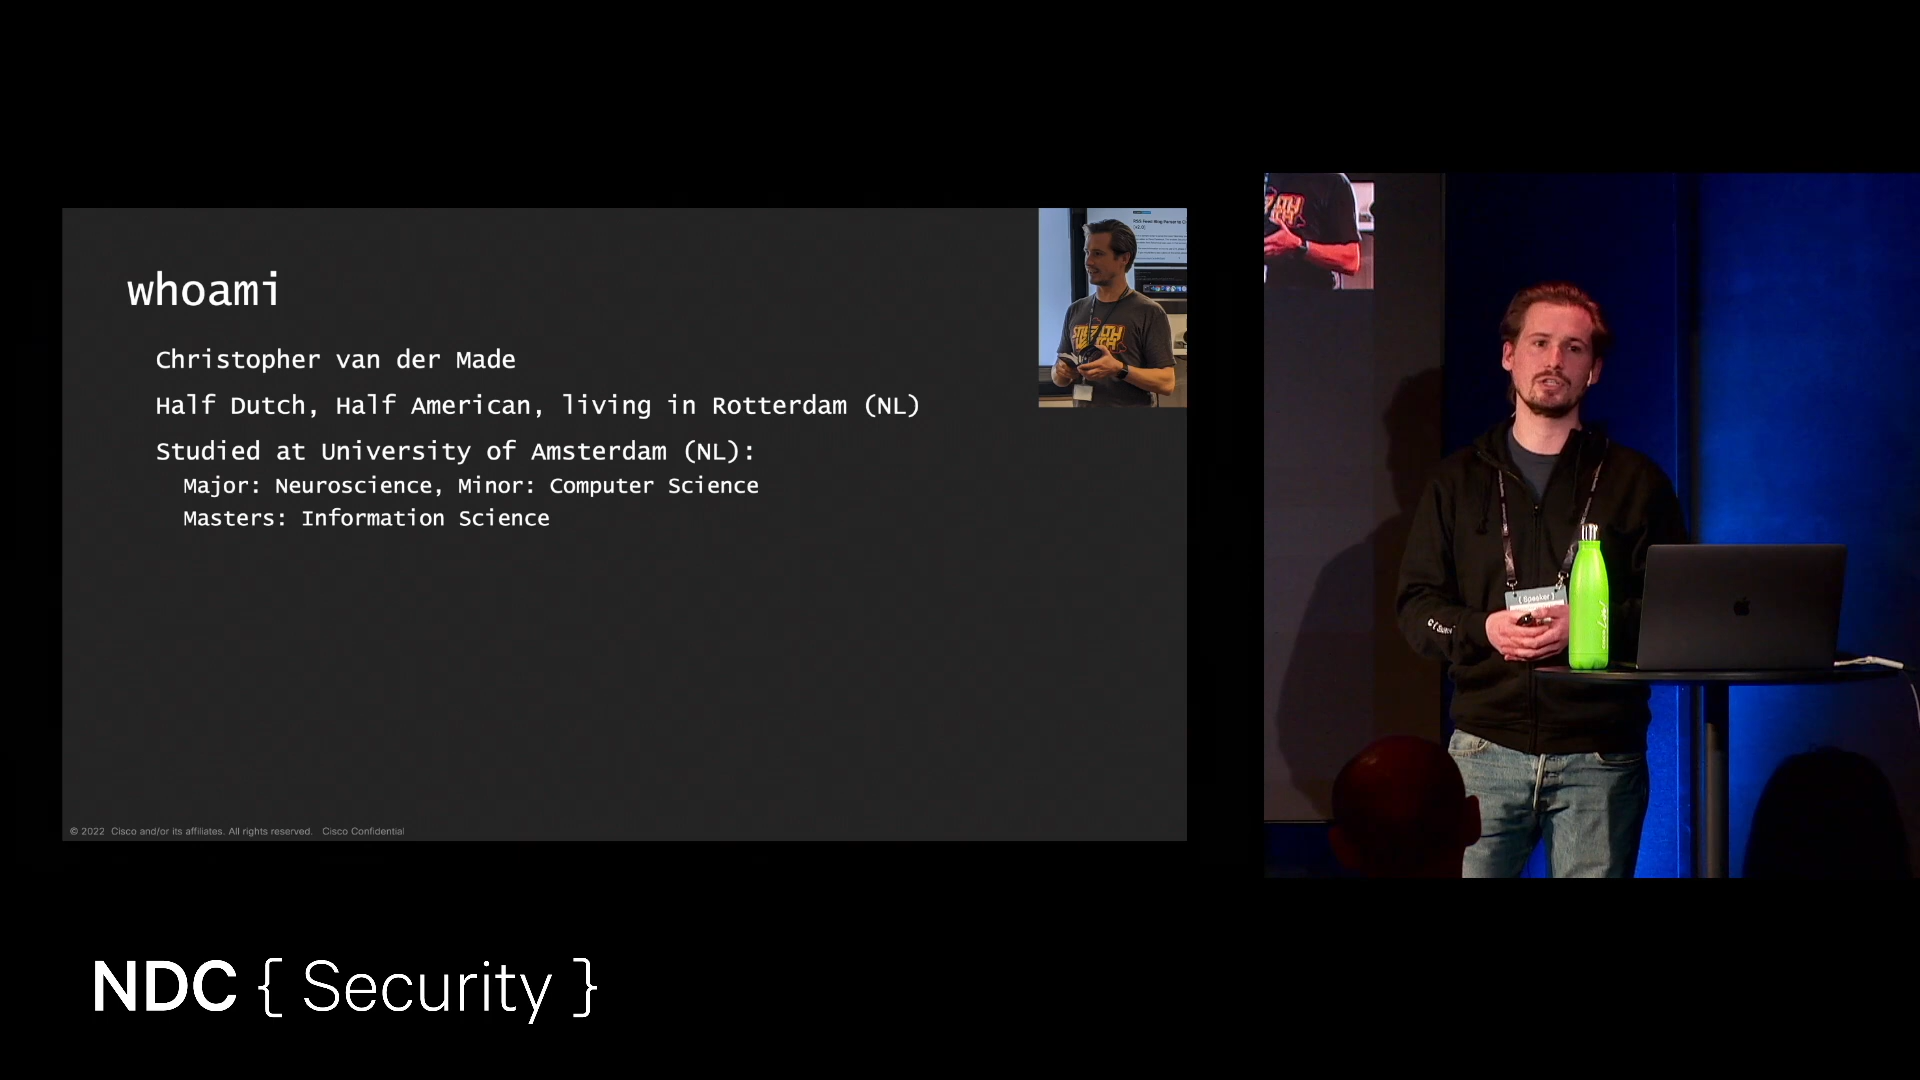 whoami
Christopher van der Made
Half Dutch, Half American, living in Rotterdam (NL)
Studied at University of Amsterdam (NL):
Major: Neuroscience, Minor: Computer Science
Masters: Information Science
© 2022 Cisco and/or its affiliates. All rights reserved. Cisco Confidential
{ Speaker }
NDC { Security }